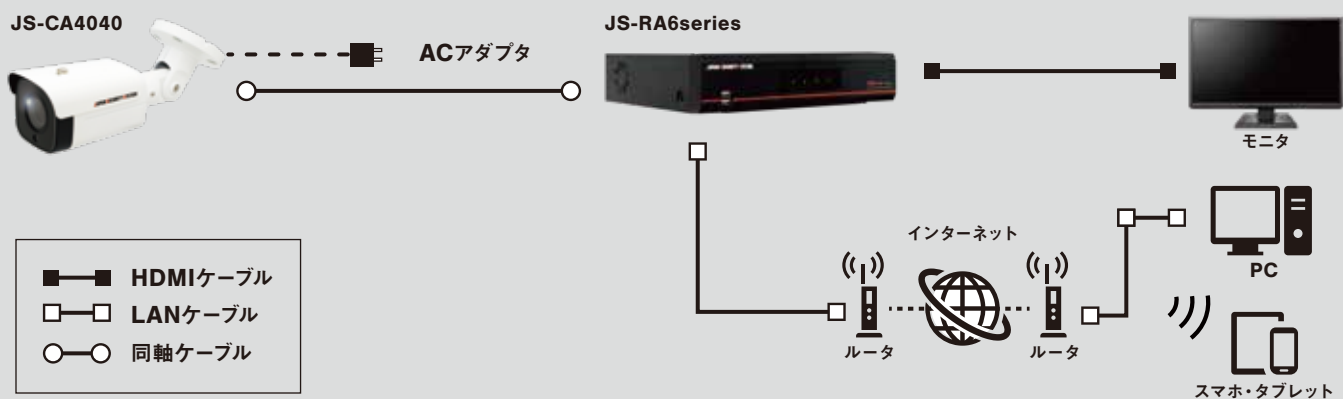 JS-CA4040
ACアダプタ
JS-RA6series
モニタ
インターネット
PC
ルータ
ルータ
スマホ・タブレット
HDMIケーブル
LANケーブル
同軸ケーブル